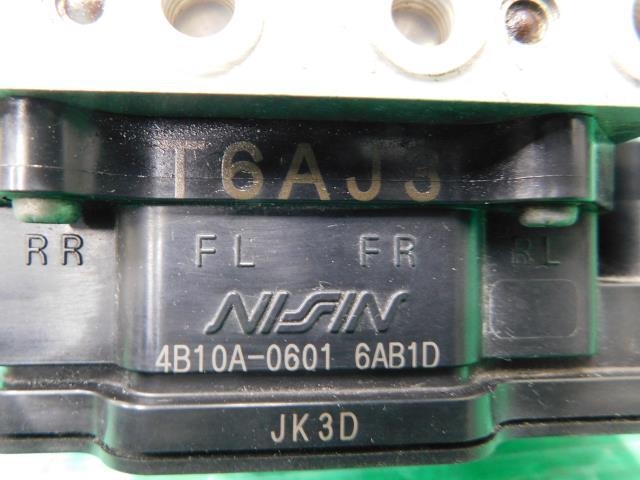 T6AJ3
RR FL FR RL
NISSIN
4B10A-0601 6AB1D
JK3D